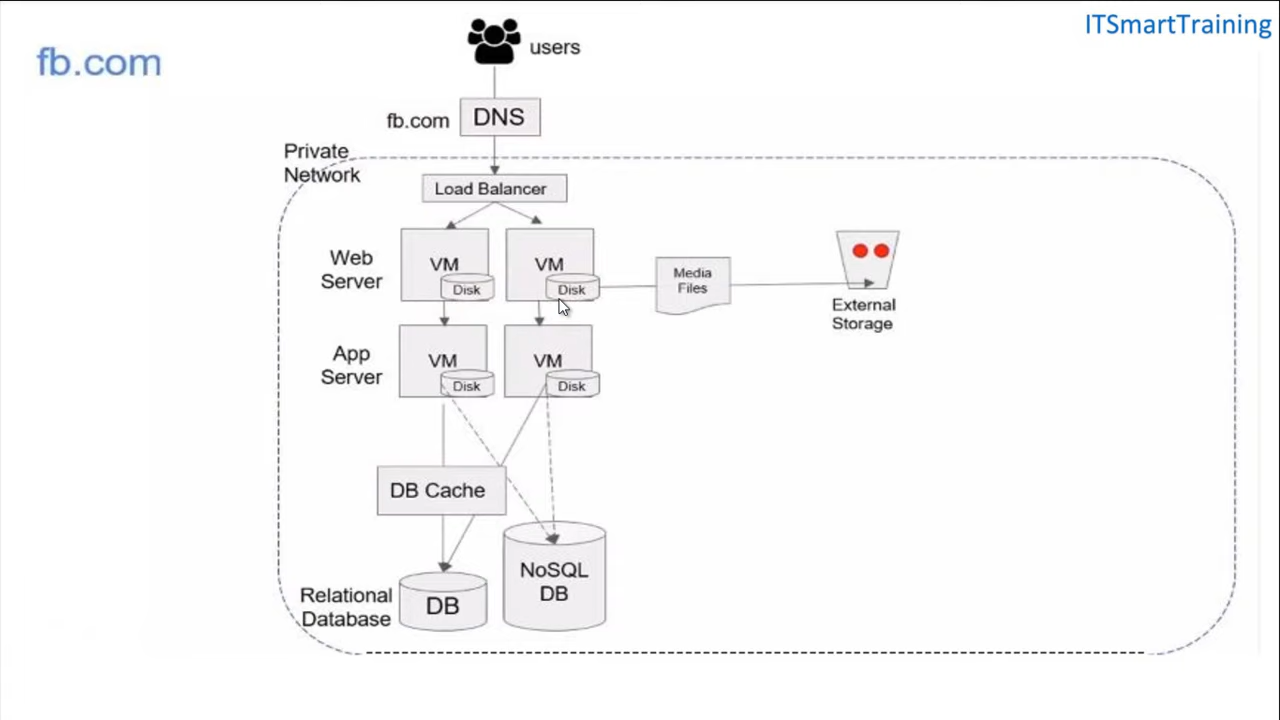 ITSmartTraining
fb.com
users
fb.com
DNS
Private
Network
Load Balancer
Web
Server
VM
Disk
VM
Disk
Media
Files
External
Storage
App
Server
VM
Disk
VM
Disk
DB Cache
Relational
Database
DB
NoSQL
DB